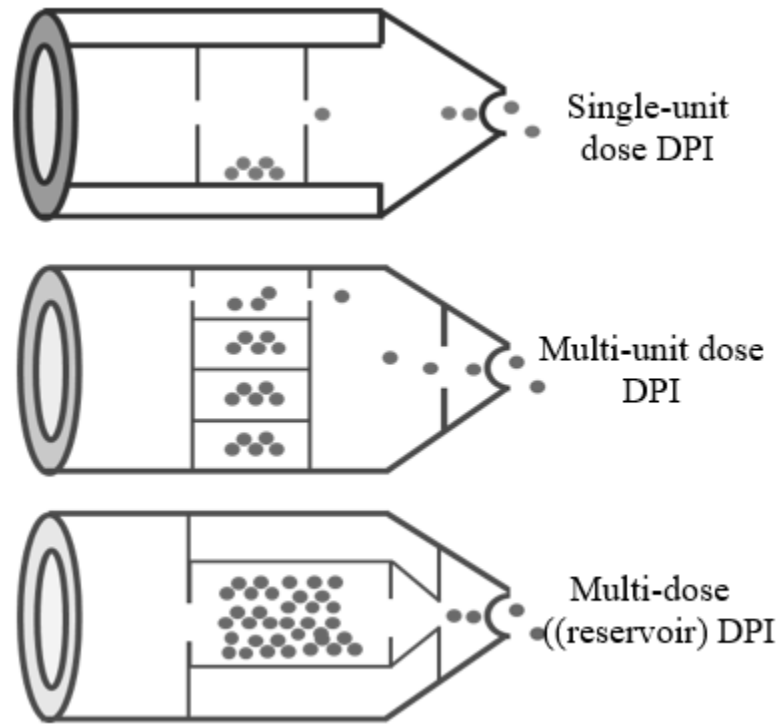 Single-unit
dose DPI
Multi-unit dose
DPI
Multi-dose
((reservoir) DPI